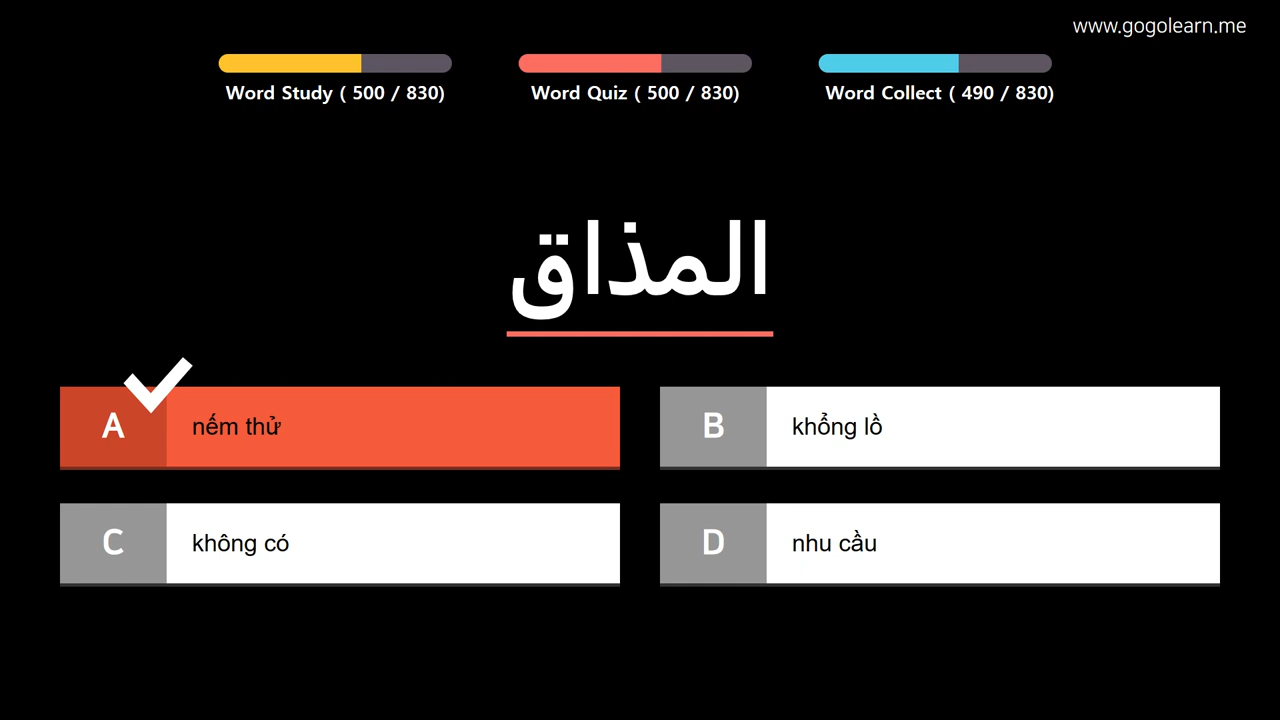 www.gogolearn.me
Word Study ( 500 / 830)
Word Quiz ( 500 / 830)
Word Collect ( 490 / 830)
المذاق
A nếm thử
B khổng lồ
C không có
D nhu cầu